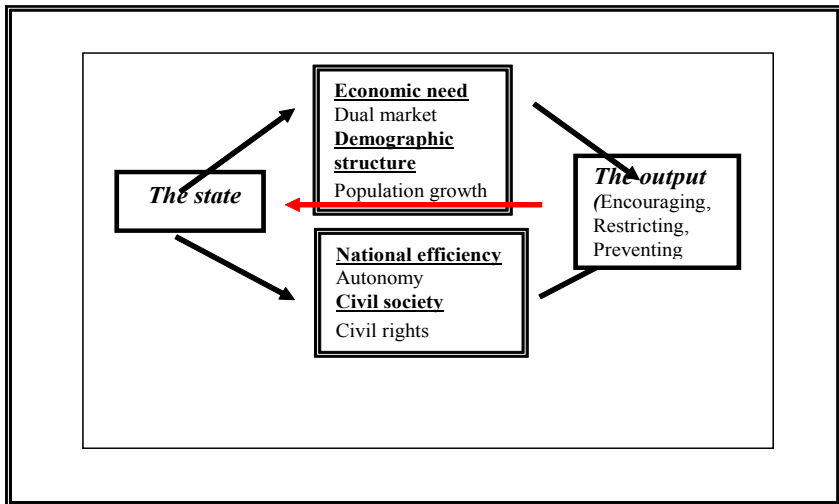 The state
Economic need
Dual market
Demographic
structure
Population growth
National efficiency
Autonomy
Civil society
Civil rights
The output
(Encouraging,
Restricting,
Preventing